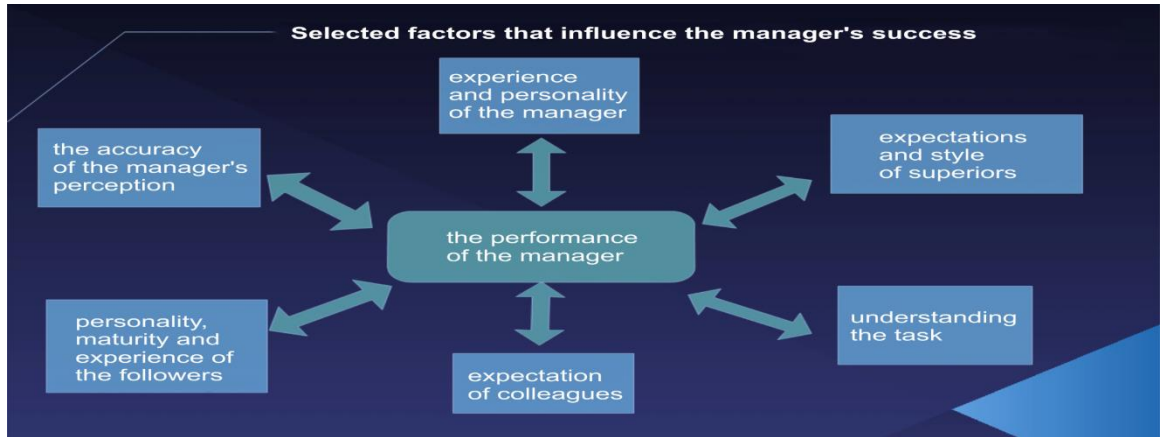 Selected factors that influence the manager's success
experience
and personality
of the manager
the accuracy
of the manager's
perception
expectations
and style
of superiors
the performance
of the manager
personality,
maturity and
experience of
the followers
expectation
of colleagues
understanding
the task